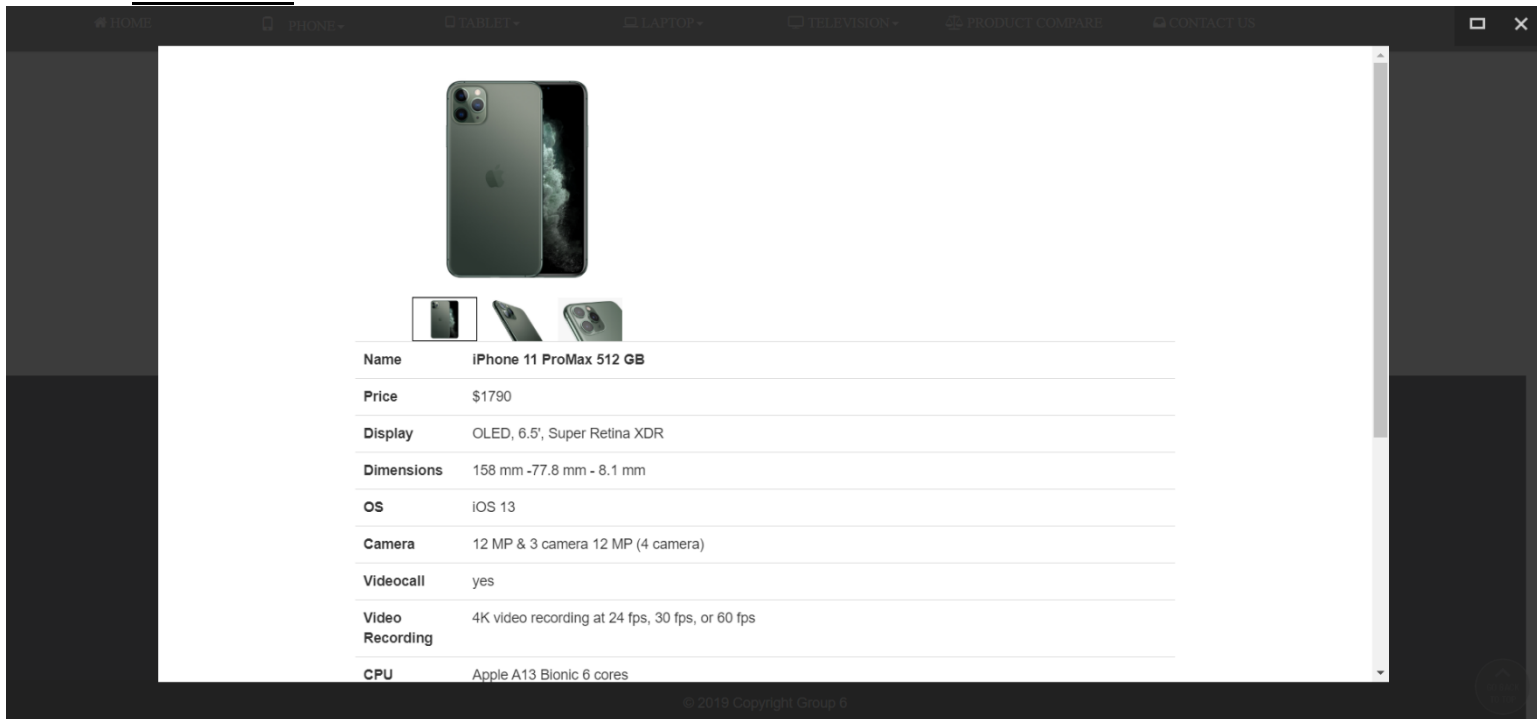 HOME PHONE TABLET LAPTOP TELEVISION PRODUCT COMPARE CONTACT US
Name iPhone 11 ProMax 512 GB
Price $1790
Display OLED, 6.5', Super Retina XDR
Dimensions 158 mm -77.8 mm - 8.1 mm
OS iOS 13
Camera 12 MP & 3 camera 12 MP (4 camera)
Videocall yes
Video 4K video recording at 24 fps, 30 fps, or 60 fps
Recording
CPU Apple A13 Bionic 6 cores
© 2019 Copyright Group 6